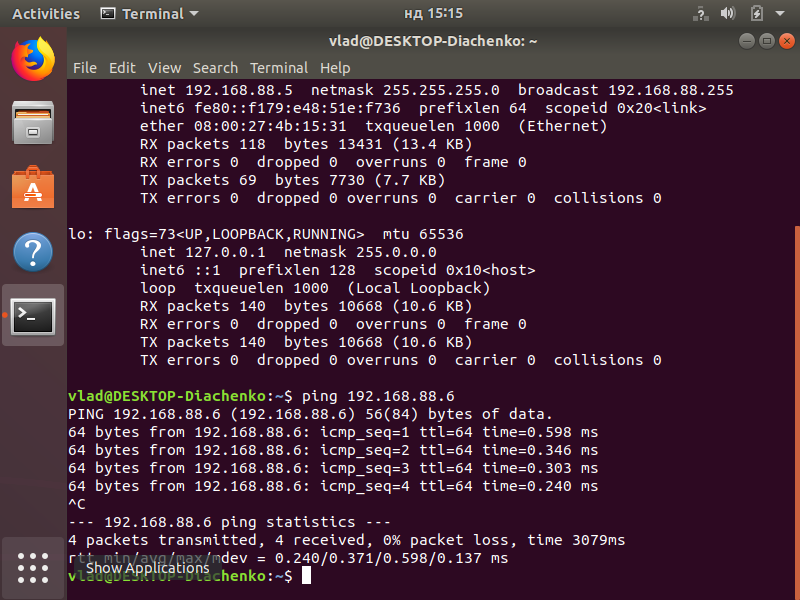 Activities Terminal нд 15:15
vlad@DESKTOP-Diachenko: ~
File Edit View Search Terminal Help
inet 192.168.88.5 netmask 255.255.255.0 broadcast 192.168.88.255
inet6 fe80::f179:e48:51e:f736 prefixlen 64 scopeid 0x20<link>
ether 08:00:27:4b:15:31 txqueuelen 1000 (Ethernet)
RX packets 118 bytes 13431 (13.4 KB)
RX errors 0 dropped 0 overruns 0 frame 0
TX packets 69 bytes 7730 (7.7 KB)
TX errors 0 dropped 0 overruns 0 carrier 0 collisions 0
lo: flags=73<UP,LOOPBACK,RUNNING> mtu 65536
inet 127.0.0.1 netmask 255.0.0.0
inet6 ::1 prefixlen 128 scopeid 0x10<host>
loop txqueuelen 1000 (Local Loopback)
RX packets 140 bytes 10668 (10.6 KB)
RX errors 0 dropped 0 overruns 0 frame 0
TX packets 140 bytes 10668 (10.6 KB)
TX errors 0 dropped 0 overruns 0 carrier 0 collisions 0
vlad@DESKTOP-Diachenko:~$ ping 192.168.88.6
PING 192.168.88.6 (192.168.88.6) 56(84) bytes of data.
64 bytes from 192.168.88.6: icmp_seq=1 ttl=64 time=0.598 ms
64 bytes from 192.168.88.6: icmp_seq=2 ttl=64 time=0.346 ms
64 bytes from 192.168.88.6: icmp_seq=3 ttl=64 time=0.303 ms
64 bytes from 192.168.88.6: icmp_seq=4 ttl=64 time=0.240 ms
^C
--- 192.168.88.6 ping statistics ---
4 packets transmitted, 4 received, 0% packet loss, time 3079ms
rtt min/avg/max/mdev = 0.240/0.371/0.598/0.137 ms
Show Applications
vlad@DESKTOP-Diachenko:~$